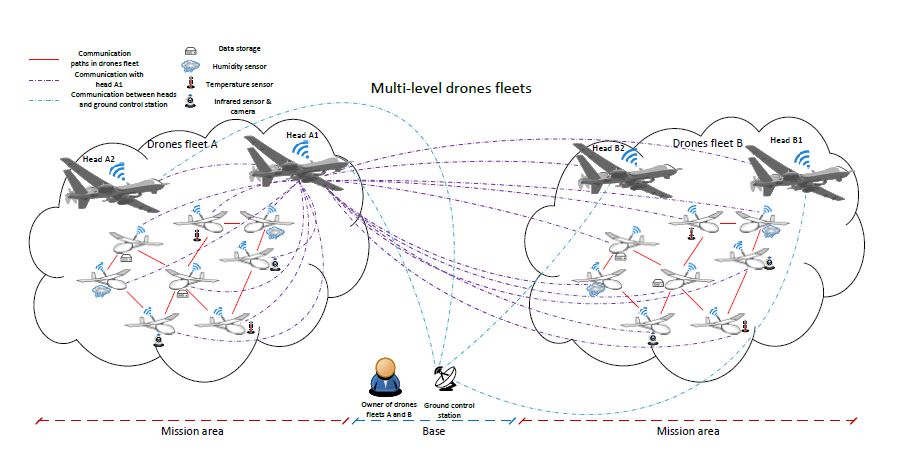 Communication
paths in drones fleet
Communication with
head A1
Communication between heads
and ground control station
Data storage
Humidity sensor
Temperature sensor
Infrared sensor &
camera
Multi-level drones fleets
Drones fleet A
Head A1
Head A2
Drones fleet B
Head B1
Head B2
Owner of drones
fleets A and B
Ground control
station
Mission area
Base
Mission area